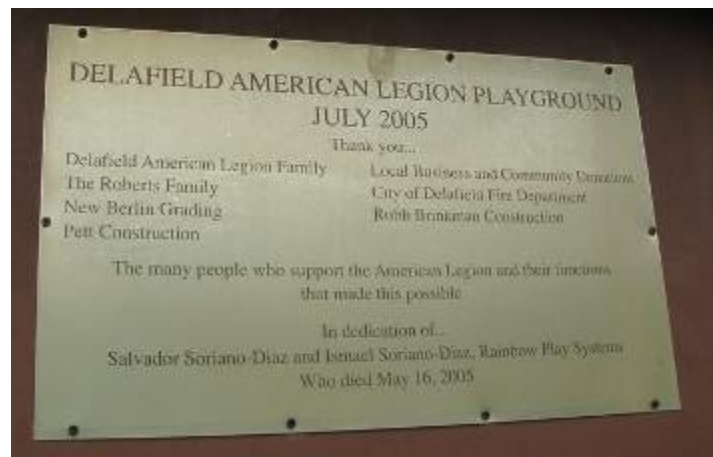 DELAFIELD AMERICAN LEGION PLAYGROUND
JULY 2005
Thank you...
Delafield American Legion Family
The Roberts Family
New Berlin Grading
Pett Construction
Local Business and Community Donations
City of Delafield Fire Department
Robb Brinkman Construction
The many people who support the American Legion and their functions
that made this possible
In dedication of...
Salvador Soriano-Diaz and Ismael Soriano-Diaz, Rainbow Play Systems
Who died May 16, 2005